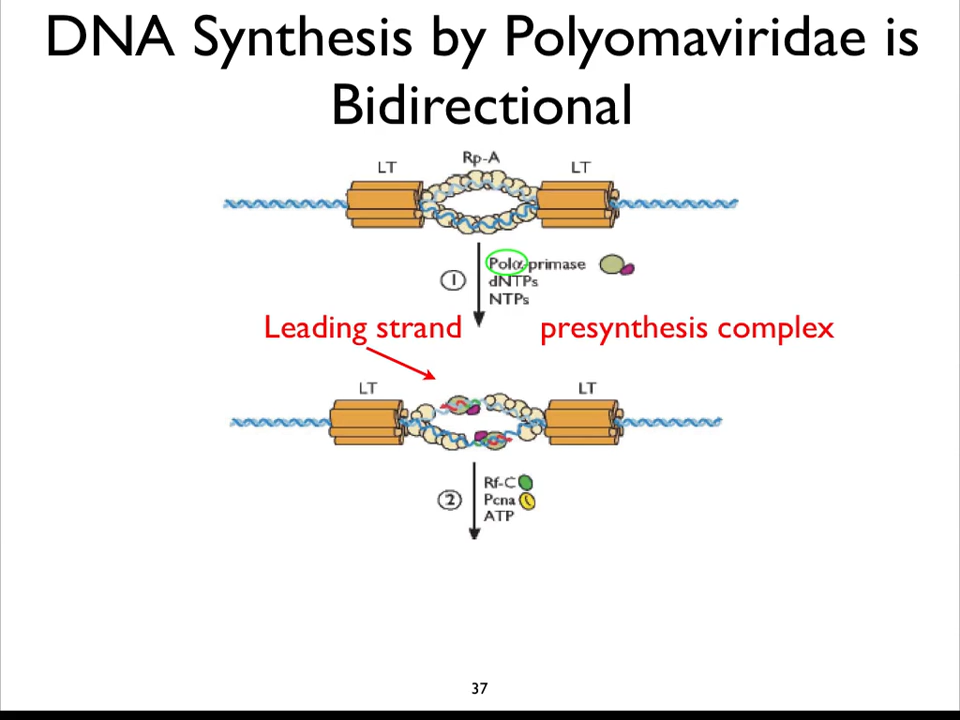 DNA Synthesis by Polyomaviridae is
Bidirectional
Rp-A
LT
LT
Polα-primase
1
dNTPs
NTPs
Leading strand
presynthesis complex
LT
LT
Rf-C
2
Pcna
ATP
37